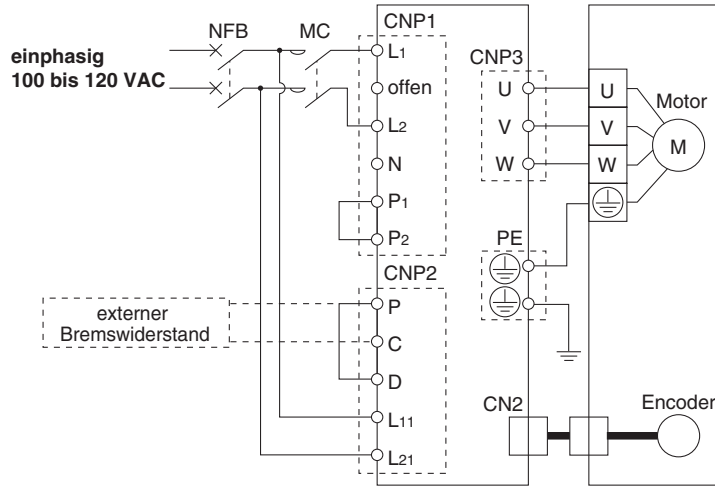 einphasig
100 bis 120 VAC
NFB
MC
CNP1
L1
offen
L2
N
P1
P2
CNP2
P
C
D
L11
L21
externer
Bremswiderstand
CNP3
U
V
W
PE
CN2
U
V
W
Motor
M
Encoder